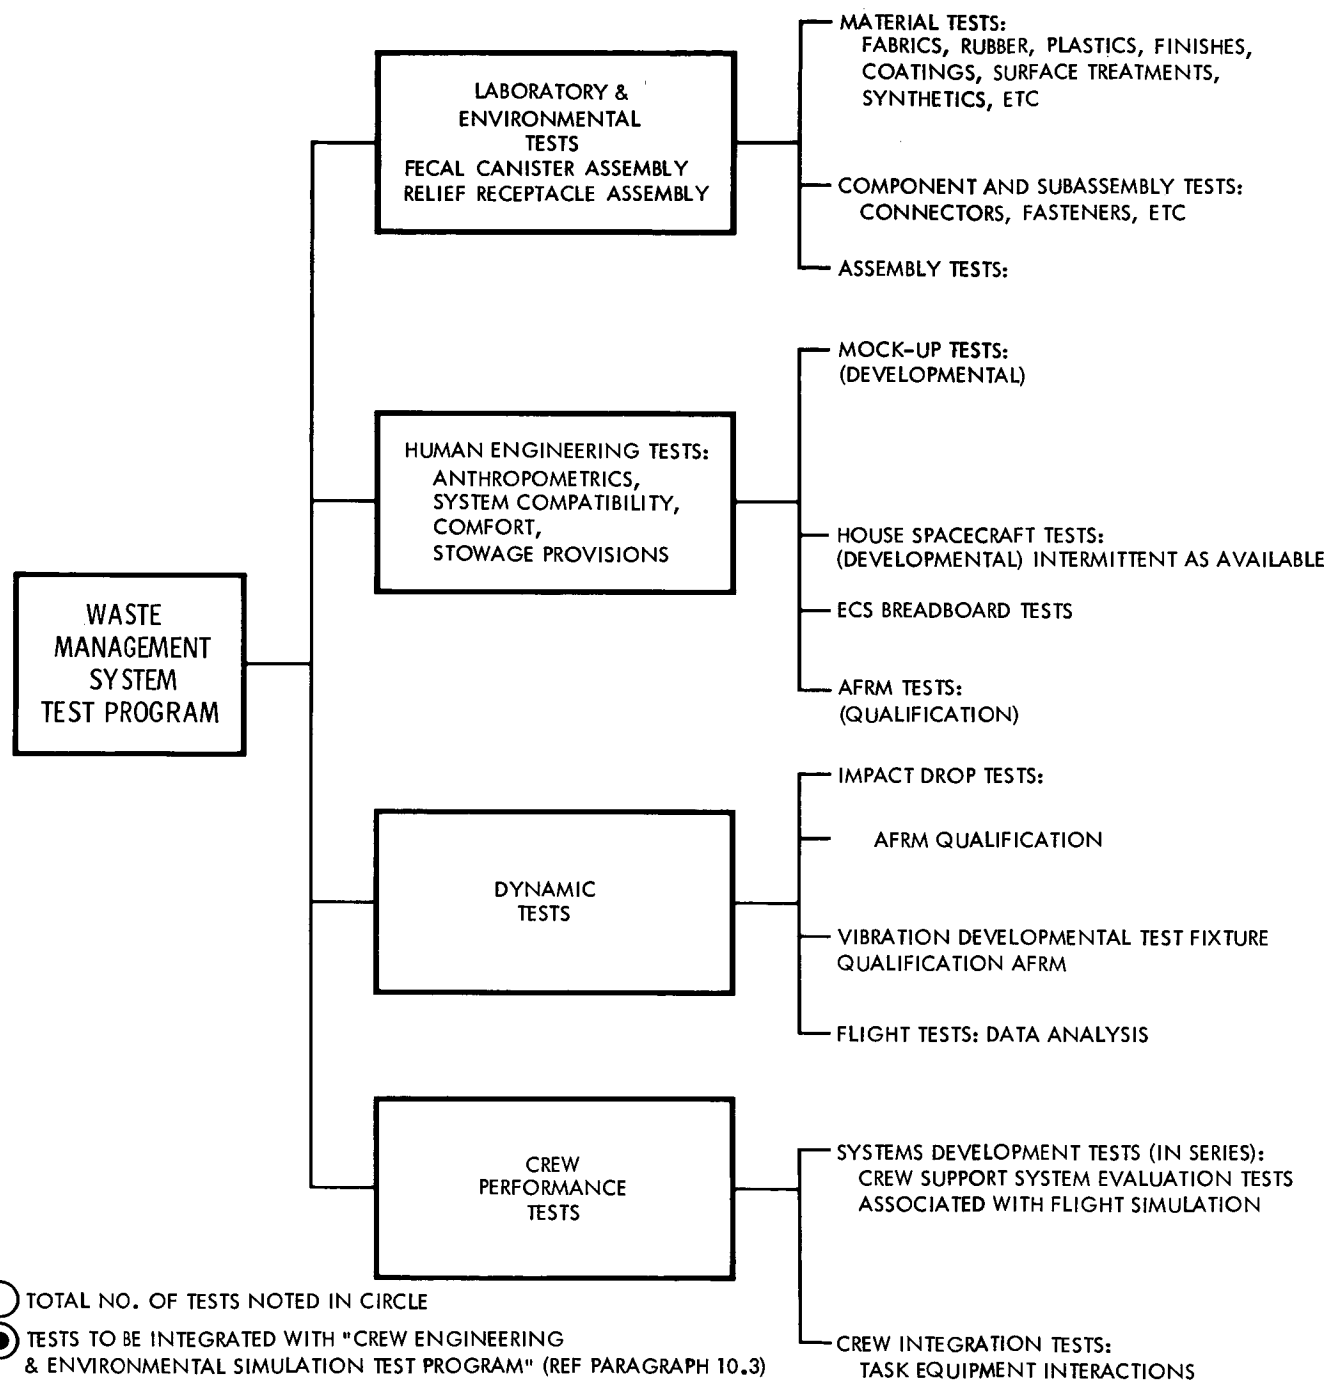 WASTE
MANAGEMENT
SYSTEM
TEST PROGRAM
LABORATORY &
ENVIRONMENTAL
TESTS
FECAL CANISTER ASSEMBLY
RELIEF RECEPTACLE ASSEMBLY
MATERIAL TESTS:
FABRICS, RUBBER, PLASTICS, FINISHES,
COATINGS, SURFACE TREATMENTS,
SYNTHETICS, ETC
COMPONENT AND SUBASSEMBLY TESTS:
CONNECTORS, FASTENERS, ETC
ASSEMBLY TESTS:
HUMAN ENGINEERING TESTS:
ANTHROPOMETRICS,
SYSTEM COMPATIBILITY,
COMFORT,
STOWAGE PROVISIONS
MOCK-UP TESTS:
(DEVELOPMENTAL)
HOUSE SPACECRAFT TESTS:
(DEVELOPMENTAL) INTERMITTENT AS AVAILABLE
ECS BREADBOARD TESTS
AFRM TESTS:
(QUALIFICATION)
DYNAMIC
TESTS
IMPACT DROP TESTS:
AFRM QUALIFICATION
VIBRATION DEVELOPMENTAL TEST FIXTURE
QUALIFICATION AFRM
FLIGHT TESTS: DATA ANALYSIS
CREW
PERFORMANCE
TESTS
SYSTEMS DEVELOPMENT TESTS (IN SERIES):
CREW SUPPORT SYSTEM EVALUATION TESTS
ASSOCIATED WITH FLIGHT SIMULATION
CREW INTEGRATION TESTS:
TASK EQUIPMENT INTERACTIONS
TOTAL NO. OF TESTS NOTED IN CIRCLE
TESTS TO BE INTEGRATED WITH "CREW ENGINEERING
& ENVIRONMENTAL SIMULATION TEST PROGRAM" (REF PARAGRAPH 10.3)